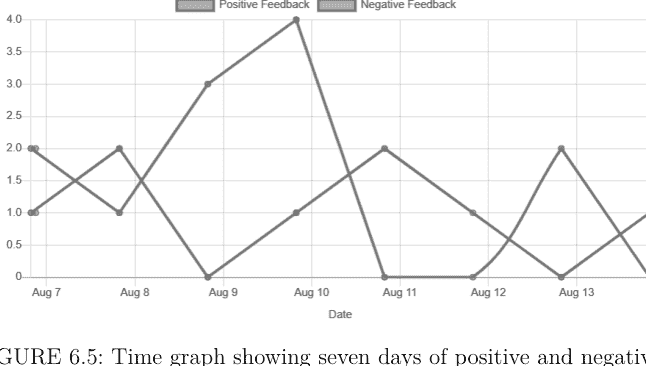 Positive Feedback Negative Feedback
4.0
3.5
3.0
2.5
2.0
1.5
1.0
0.5
0
Aug 7 Aug 8 Aug 9 Aug 10 Aug 11 Aug 12 Aug 13
Date
GURE 6.5: Time graph showing seven days of positive and negativ